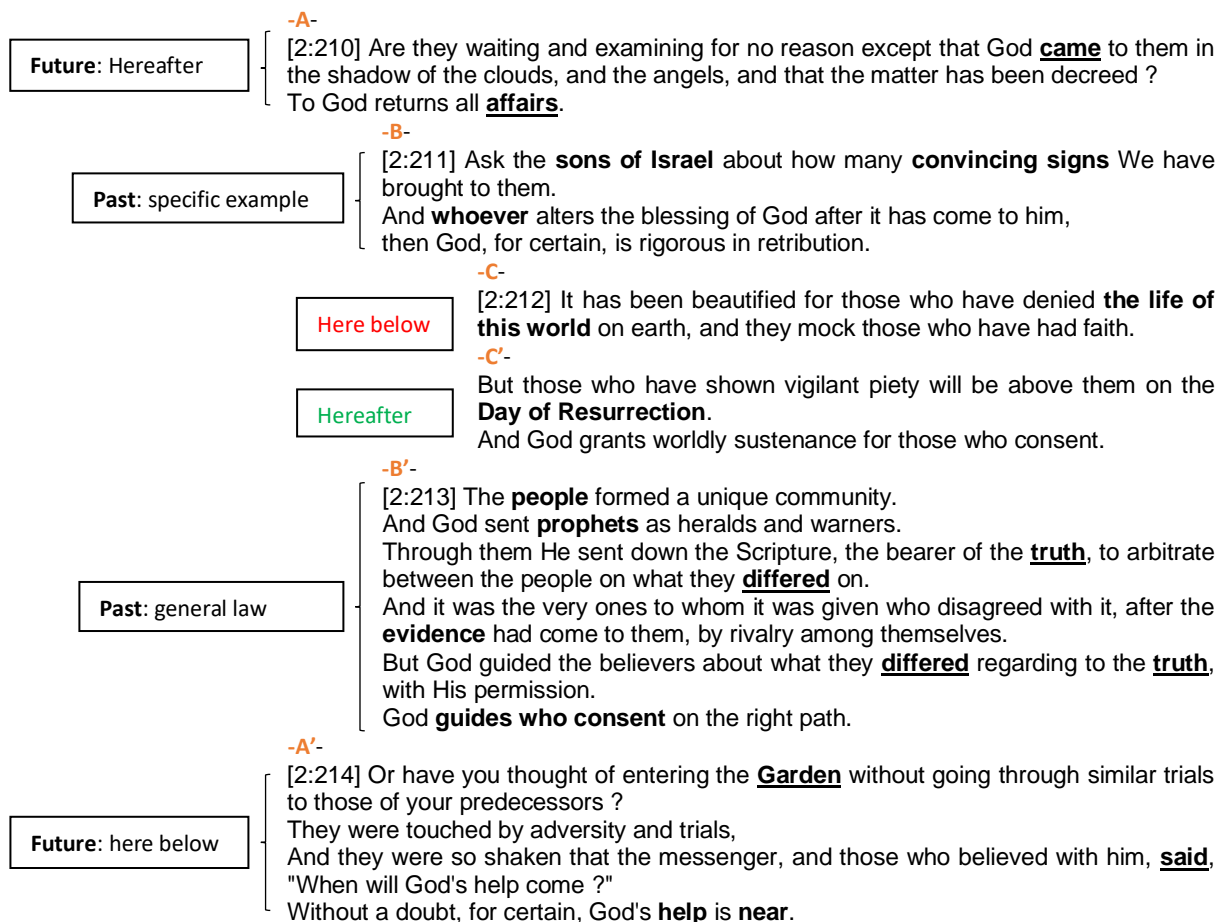 -A-
Future: Hereafter
[2:210] Are they waiting and examining for no reason except that God came to them in
the shadow of the clouds, and the angels, and that the matter has been decreed ?
To God returns all affairs.
-B-
Past: specific example
[2:211] Ask the sons of Israel about how many convincing signs We have
brought to them.
And whoever alters the blessing of God after it has come to him,
then God, for certain, is rigorous in retribution.
-C-
Here below
[2:212] It has been beautified for those who have denied the life of
this world on earth, and they mock those who have had faith.
-C’-
Hereafter
But those who have shown vigilant piety will be above them on the
Day of Resurrection.
And God grants worldly sustenance for those who consent.
-B’-
Past: general law
[2:213] The people formed a unique community.
And God sent prophets as heralds and warners.
Through them He sent down the Scripture, the bearer of the truth, to arbitrate
between the people on what they differed on.
And it was the very ones to whom it was given who disagreed with it, after the
evidence had come to them, by rivalry among themselves.
But God guided the believers about what they differed regarding to the truth,
with His permission.
God guides who consent on the right path.
-A’-
Future: here below
[2:214] Or have you thought of entering the Garden without going through similar trials
to those of your predecessors ?
They were touched by adversity and trials,
And they were so shaken that the messenger, and those who believed with him, said,
"When will God's help come ?"
Without a doubt, for certain, God's help is near.